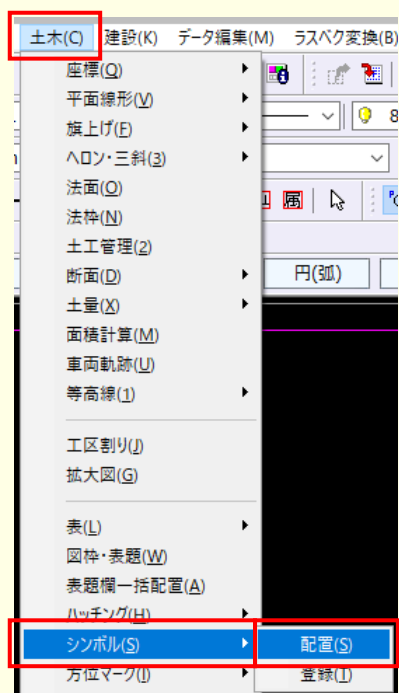 土木(C) 建設(K) データ編集(M) ラスベク変換(B)
座標(Q)
平面線形(V)
8
旗上げ(F)
ヘロン・三斜(3)
法面(O)
属
法枠(N)
土工管理(2)
断面(D)
円(弧)
土量(X)
面積計算(M)
車両軌跡(U)
等高線(1)
工区割り(J)
拡大図(G)
表(L)
図枠・表題(W)
表題欄一括配置(A)
ハッチング(H)
シンボル(S) 配置(S)
方位マーク(I) 登録(T)